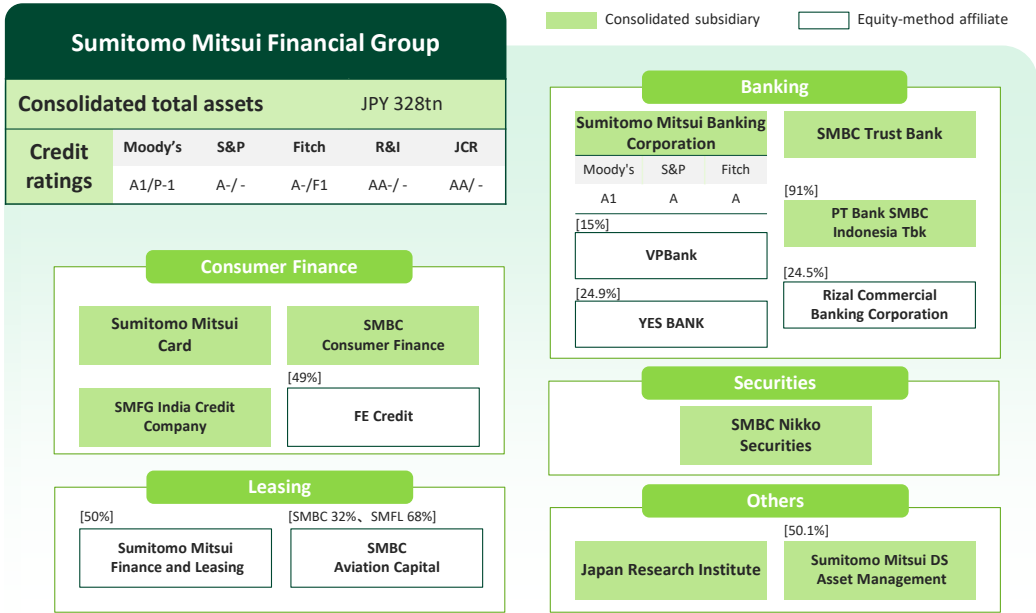 Sumitomo Mitsui Financial Group
Consolidated total assets JPY 328tn
Credit
ratings
Moody's S&P Fitch R&I JCR
A1/P-1 A-/ - A-/F1 AA-/ - AA/ -
Consolidated subsidiary
Equity-method affiliate
Consumer Finance
Sumitomo Mitsui
Card
SMBC
Consumer Finance
SMFG India Credit
Company
[49%]
FE Credit
Leasing
[50%]
Sumitomo Mitsui
Finance and Leasing
[SMBC 32%、SMFL 68%]
SMBC
Aviation Capital
Banking
Sumitomo Mitsui Banking
Corporation
Moody's S&P Fitch
A1 A A
[15%]
VPBank
[24.9%]
YES BANK
SMBC Trust Bank
[91%]
PT Bank SMBC
Indonesia Tbk
[24.5%]
Rizal Commercial
Banking Corporation
Securities
SMBC Nikko
Securities
Others
Japan Research Institute
[50.1%]
Sumitomo Mitsui DS
Asset Management